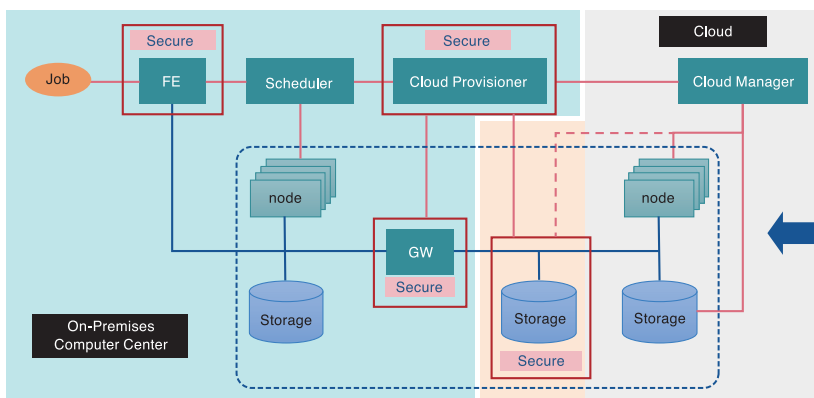 Cloud
Secure
Secure
Job
FE
Scheduler
Cloud Provisioner
Cloud Manager
node
node
GW
Secure
Storage
Storage
Storage
Secure
On-Premises
Computer Center